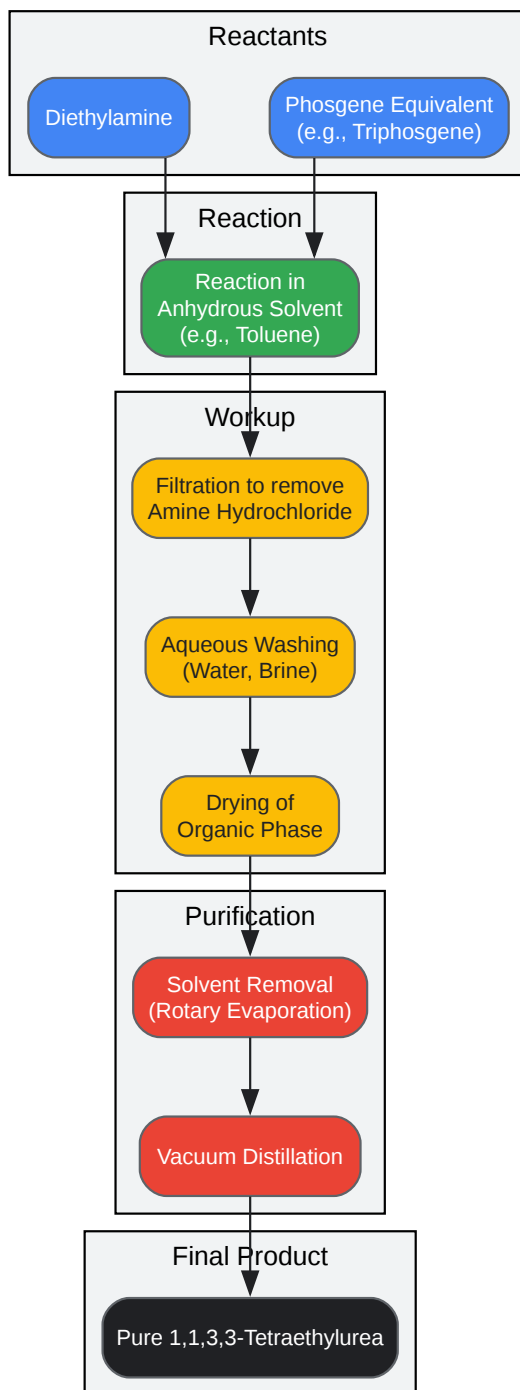 Reactants
Diethylamine
Phosgene Equivalent
(e.g., Triphosgene)
Reaction
Reaction in
Anhydrous Solvent
(e.g., Toluene)
Workup
Filtration to remove
Amine Hydrochloride
Aqueous Washing
(Water, Brine)
Drying of
Organic Phase
Purification
Solvent Removal
(Rotary Evaporation)
Vacuum Distillation
Final Product
Pure 1,1,3,3-Tetraethylurea